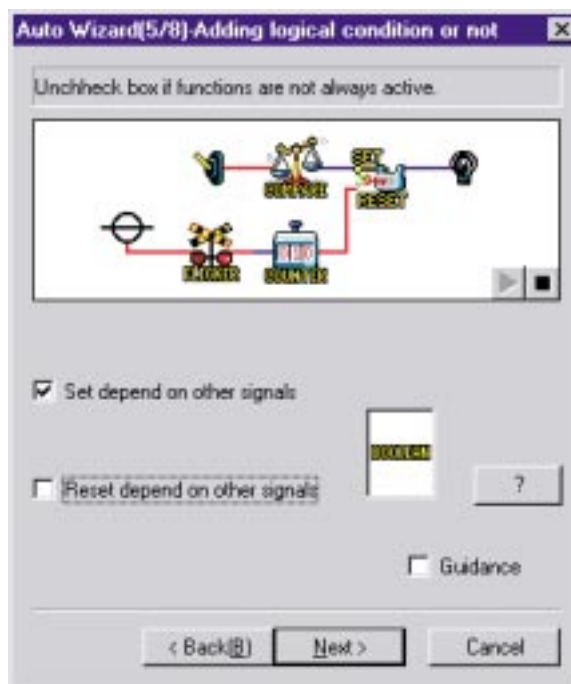 Auto Wizard(5/8)-Adding logical condition or not
Unchheck box if functions are not always active.
SET
RESET
COUNTER
Set depend on other signals
BOOLEAN
Reset depend on other signals
?
Guidance
< Back(B)
Next >
Cancel